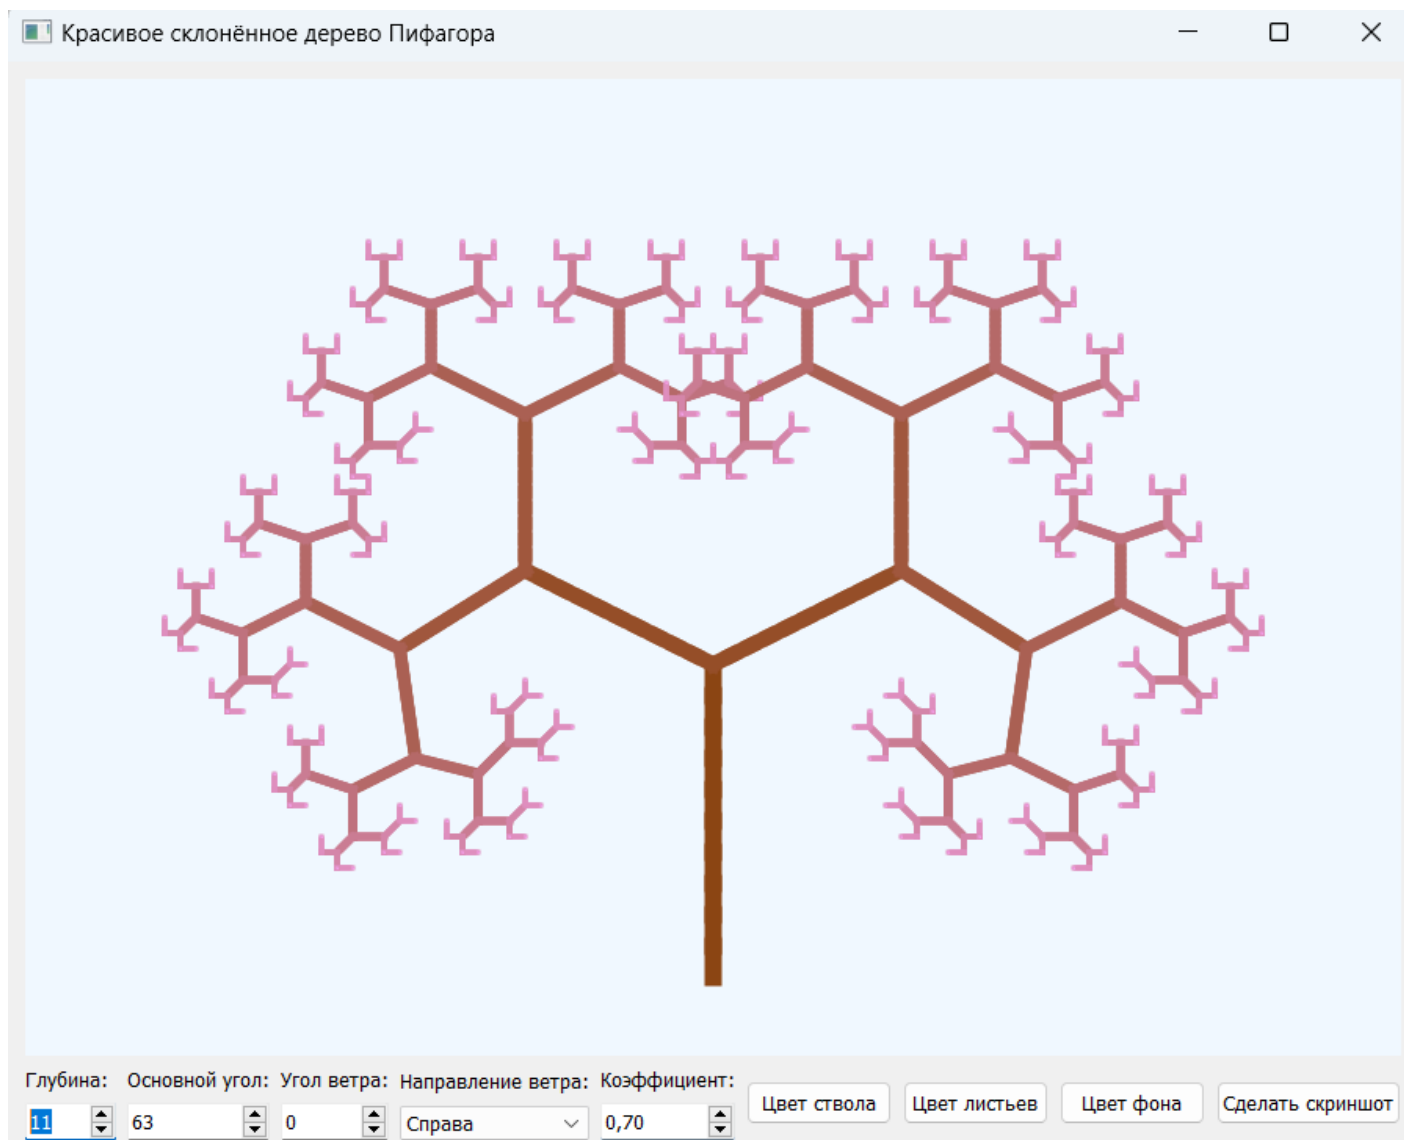 Красивое склонённое дерево Пифагора
Глубина: Основной угол: Угол ветра: Направление ветра: Коэффициент:
11 63 0 Справа 0,70 Цвет ствола Цвет листьев Цвет фона Сделать скриншот